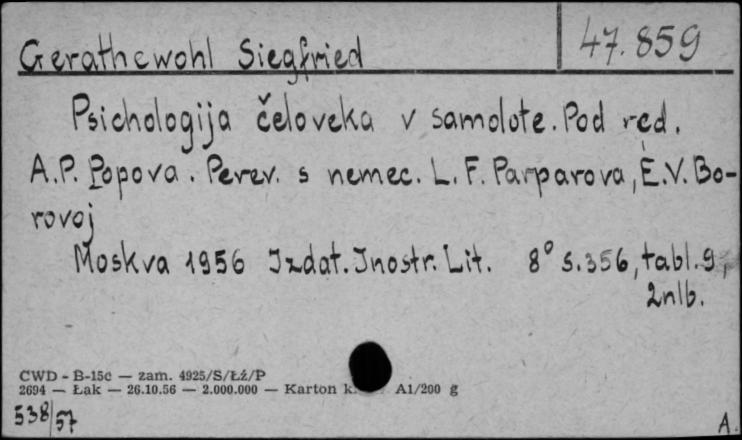 Gerathewohl Siegfried 47.859
Psichologija čeloveka v samolote. Pod red.
A.P. Popova. Perev. s nemec. L.F. Parparova, E.V. Bo-
rovoj
Moskva 1956 Izdat. Inostr. Lit. 8° s. 356, tabl. 9,
2nlb.
CWD - B-15c — zam. 4925/S/Łź/P
2694 — Łak — 26.10.56 — 2.000.000 — Karton k. A1/200 g
538/57 A.